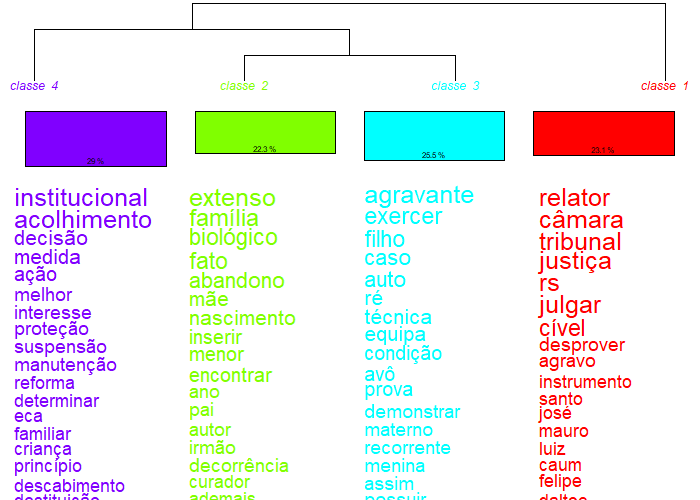 classe 4
classe 2
classe 3
classe 1
29 %
22.3 %
25.5 %
23.1 %
institucional
acolhimento
decisão
medida
ação
melhor
interesse
proteção
suspensão
manutenção
reforma
determinar
eca
familiar
criança
princípio
descabimento
destituição
extenso
família
biológico
fato
abandono
mãe
nascimento
inserir
menor
encontrar
ano
pai
autor
irmão
decorrência
curador
ademais
agravante
exercer
filho
caso
auto
ré
técnica
equipa
condição
avô
prova
demonstrar
materno
recorrente
menina
assim
possuir
relator
câmara
tribunal
justiça
rs
julgar
cível
desprover
agravo
instrumento
santo
josé
mauro
luiz
caum
felipe
daltoe